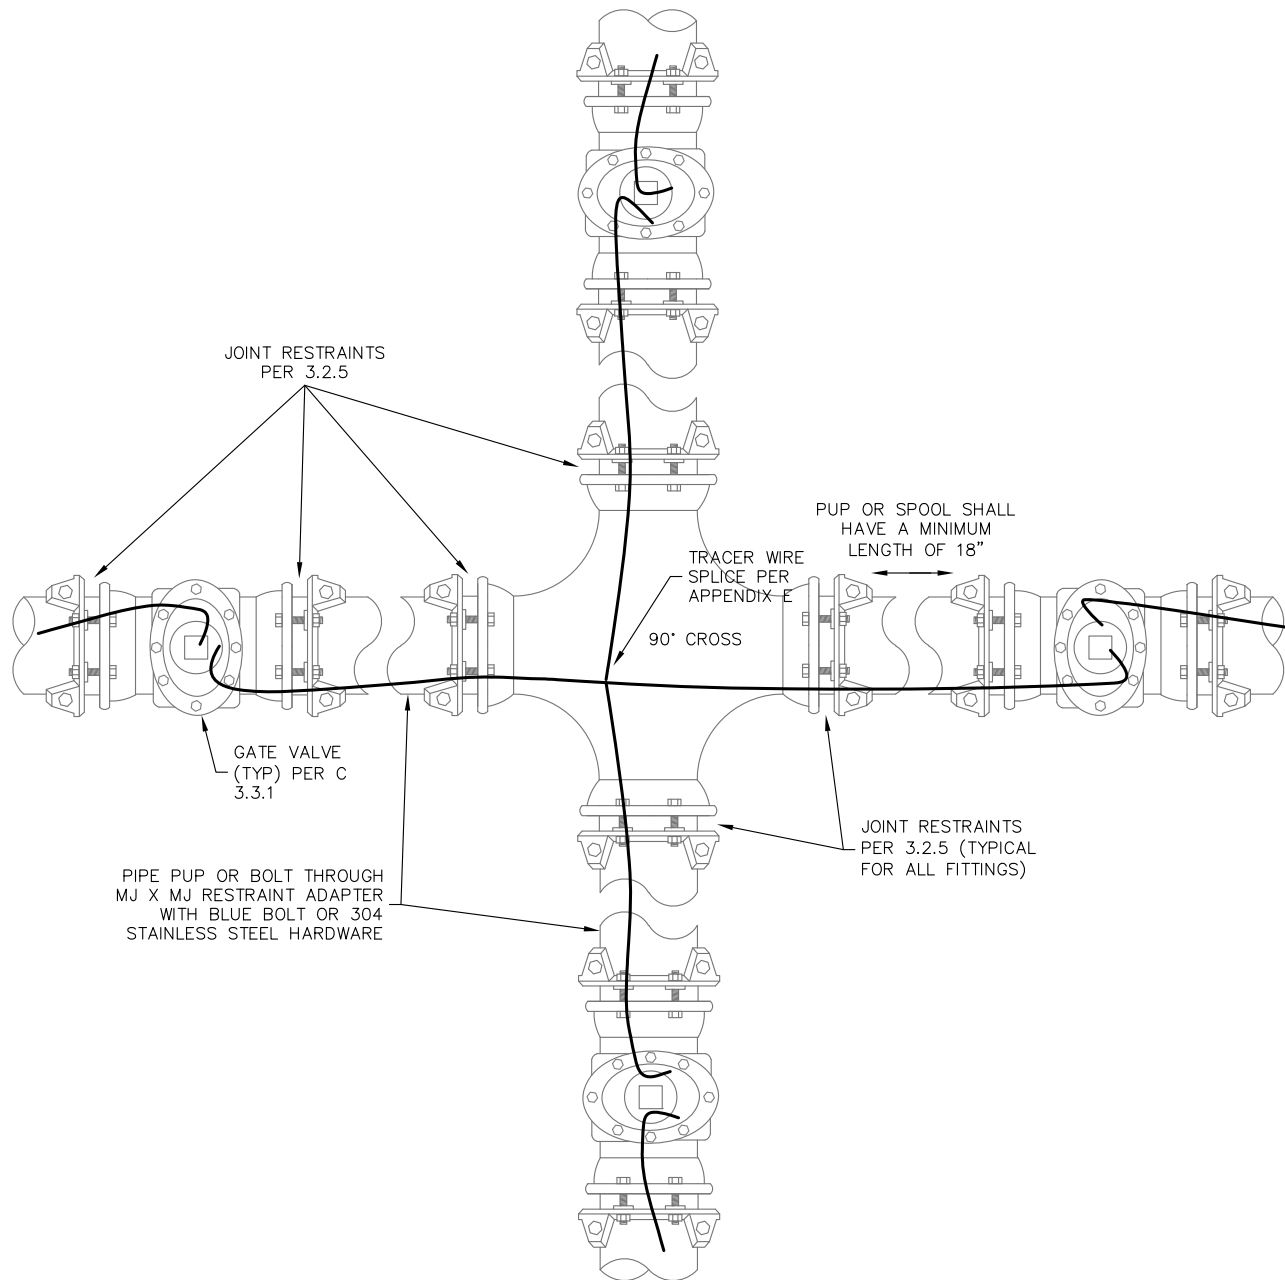 JOINT RESTRAINTS
PER 3.2.5
PUP OR SPOOL SHALL
HAVE A MINIMUM
LENGTH OF 18”
TRACER WIRE
SPLICE PER
APPENDIX E
90° CROSS
GATE VALVE
(TYP) PER C
3.3.1
JOINT RESTRAINTS
PER 3.2.5 (TYPICAL
FOR ALL FITTINGS)
PIPE PUP OR BOLT THROUGH
MJ X MJ RESTRAINT ADAPTER
WITH BLUE BOLT OR 304
STAINLESS STEEL HARDWARE